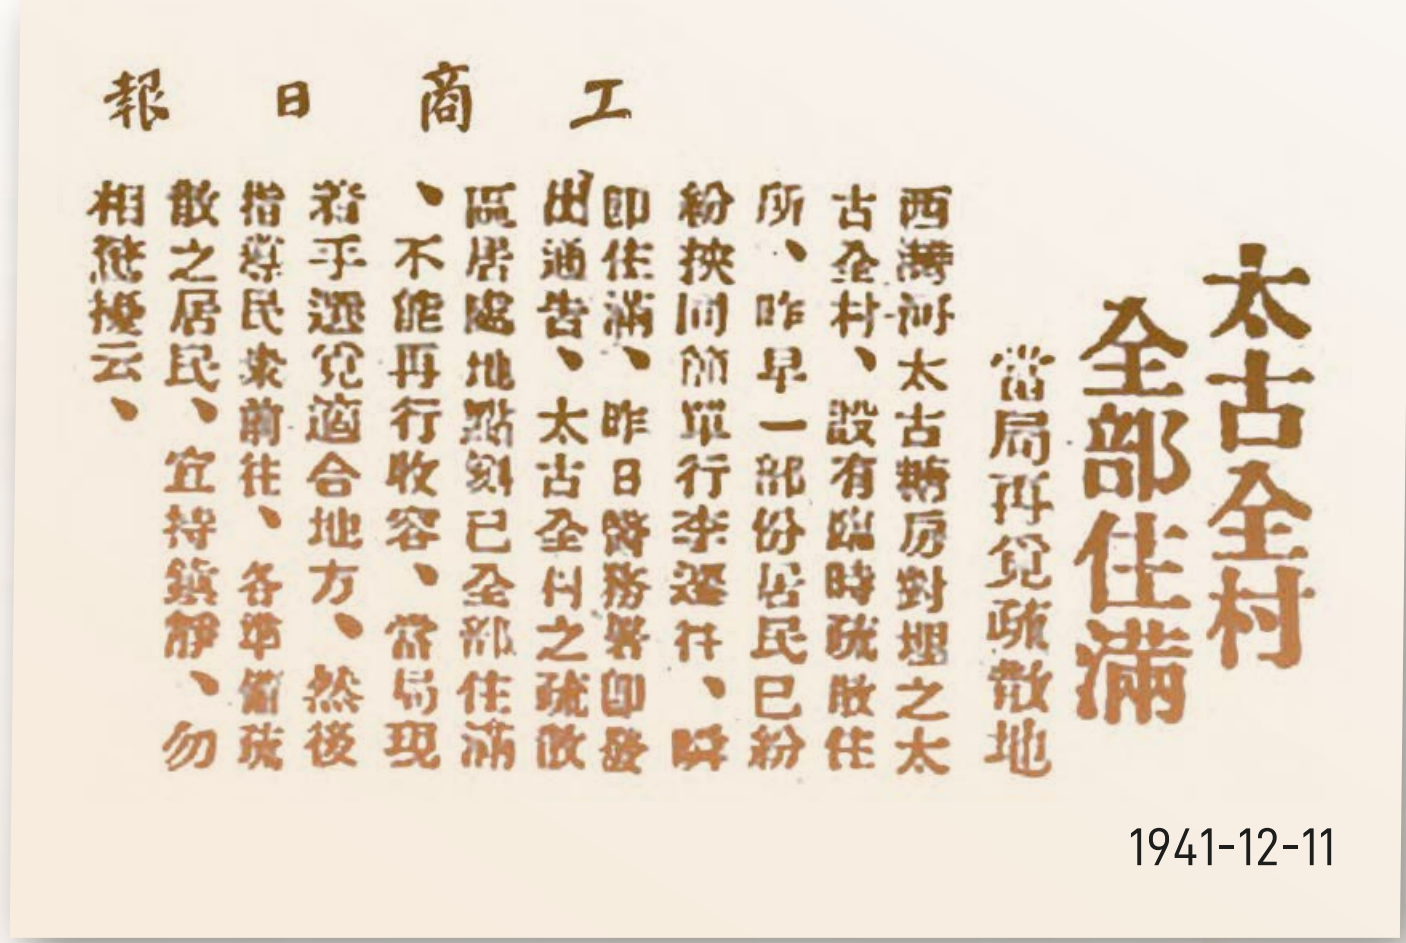 工商日報
太古全村
全部住滿
當局再覓疏散地
西灣河太古糖房對埋之太
古全村、設有臨時疏散住
所、昨早一部份居民已紛
紛挾同簡單行李遷往、瞬
即住滿、昨日警務署即發
出通告、太古全村之疏散
區居處地點刻已全部住滿
、不能再行收容、當局現
着手選覓適合地方、然後
指導民衆前往、各準備疏
散之居民、宜持鎮靜、勿
相擾云、
1941-12-11